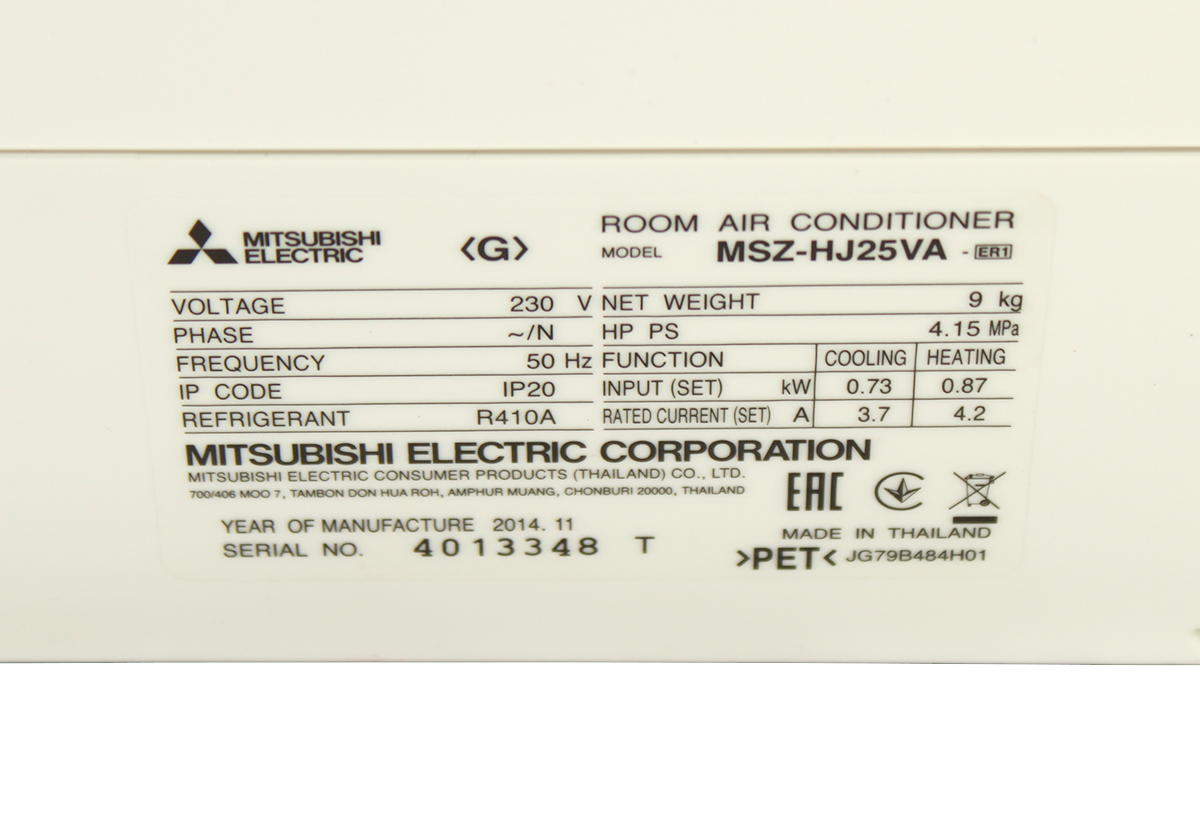 MITSUBISHI ELECTRIC <G> ROOM AIR CONDITIONER
MODEL MSZ-HJ25VA - ER1
VOLTAGE 230 V NET WEIGHT 9 kg
PHASE ~/N HP PS 4.15 MPa
FREQUENCY 50 Hz FUNCTION COOLING HEATING
IP CODE IP20 INPUT (SET) kW 0.73 0.87
REFRIGERANT R410A RATED CURRENT (SET) A 3.7 4.2
MITSUBISHI ELECTRIC CORPORATION
MITSUBISHI ELECTRIC CONSUMER PRODUCTS (THAILAND) CO., LTD.
700/406 MOO 7, TAMBON DON HUA ROH, AMPHUR MUANG, CHONBURI 20000, THAILAND
EAC
YEAR OF MANUFACTURE 2014. 11
MADE IN THAILAND
SERIAL NO. 4013348 T
>PET< JG79B484H01